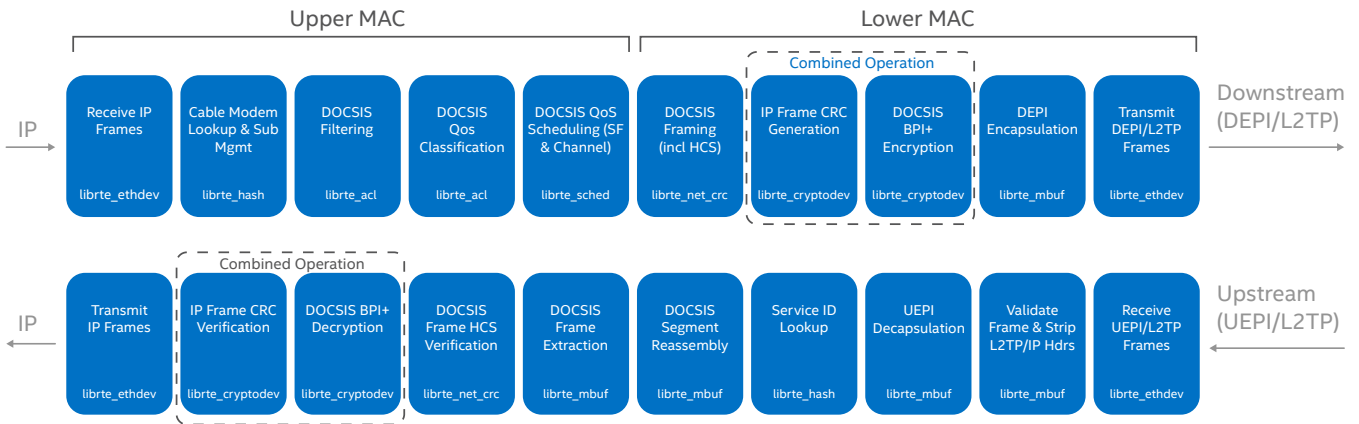 Upper MAC
Lower MAC
Combined Operation
IP
Receive IP
Frames
librte_ethdev
Cable Modem
Lookup & Sub
Mgmt
librte_hash
DOCSIS
Filtering
librte_acl
DOCSIS
Qos
Classification
librte_acl
DOCSIS QoS
Scheduling (SF
& Channel)
librte_sched
DOCSIS
Framing
(incl HCS)
librte_net_crc
IP Frame CRC
Generation
librte_cryptodev
DOCSIS
BPI+
Encryption
librte_cryptodev
DEPI
Encapsulation
librte_mbuf
Transmit
DEPI/L2TP
Frames
librte_ethdev
Downstream
(DEPI/L2TP)
Combined Operation
IP
Transmit
IP Frames
librte_ethdev
IP Frame CRC
Verification
librte_cryptodev
DOCSIS BPI+
Decryption
librte_cryptodev
DOCSIS
Frame HCS
Verification
librte_net_crc
DOCSIS
Frame
Extraction
librte_mbuf
DOCSIS
Segment
Reassembly
librte_mbuf
Service ID
Lookup
librte_hash
UEPI
Decapsulation
librte_mbuf
Validate
Frame & Strip
L2TP/IP Hdrs
librte_mbuf
Receive
UEPI/L2TP
Frames
librte_ethdev
Upstream
(UEPI/L2TP)